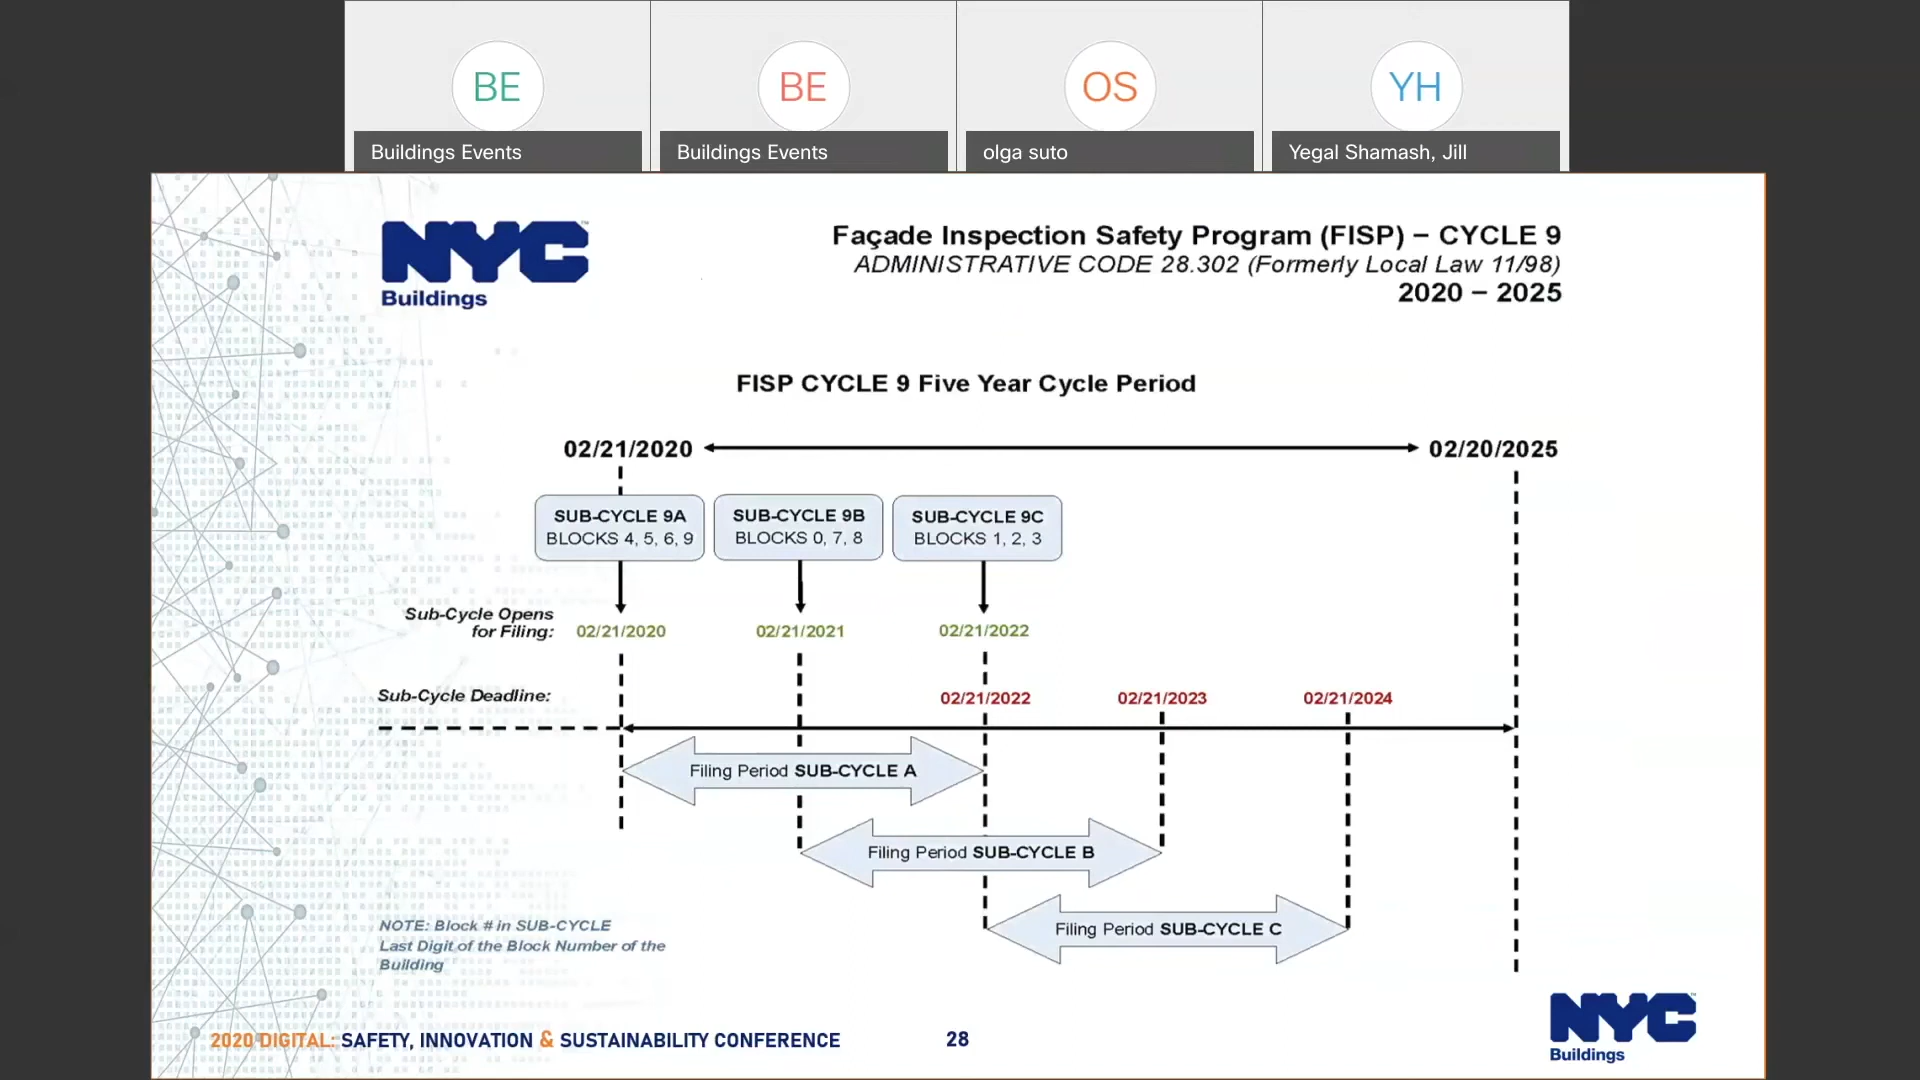 BE
BE
OS
YH
Buildings Events
Buildings Events
olga suto
Yegal Shamash, Jill
NYC™
Buildings
Façade Inspection Safety Program (FISP) – CYCLE 9
ADMINISTRATIVE CODE 28.302 (Formerly Local Law 11/98)
2020 – 2025
FISP CYCLE 9 Five Year Cycle Period
02/21/2020
02/20/2025
SUB-CYCLE 9A
BLOCKS 4, 5, 6, 9
SUB-CYCLE 9B
BLOCKS 0, 7, 8
SUB-CYCLE 9C
BLOCKS 1, 2, 3
Sub-Cycle Opens
for Filing:
02/21/2020
02/21/2021
02/21/2022
Sub-Cycle Deadline:
02/21/2022
02/21/2023
02/21/2024
Filing Period SUB-CYCLE A
Filing Period SUB-CYCLE B
Filing Period SUB-CYCLE C
NOTE: Block # in SUB-CYCLE
Last Digit of the Block Number of the
Building
2020 DIGITAL: SAFETY, INNOVATION & SUSTAINABILITY CONFERENCE
28
NYC™
Buildings